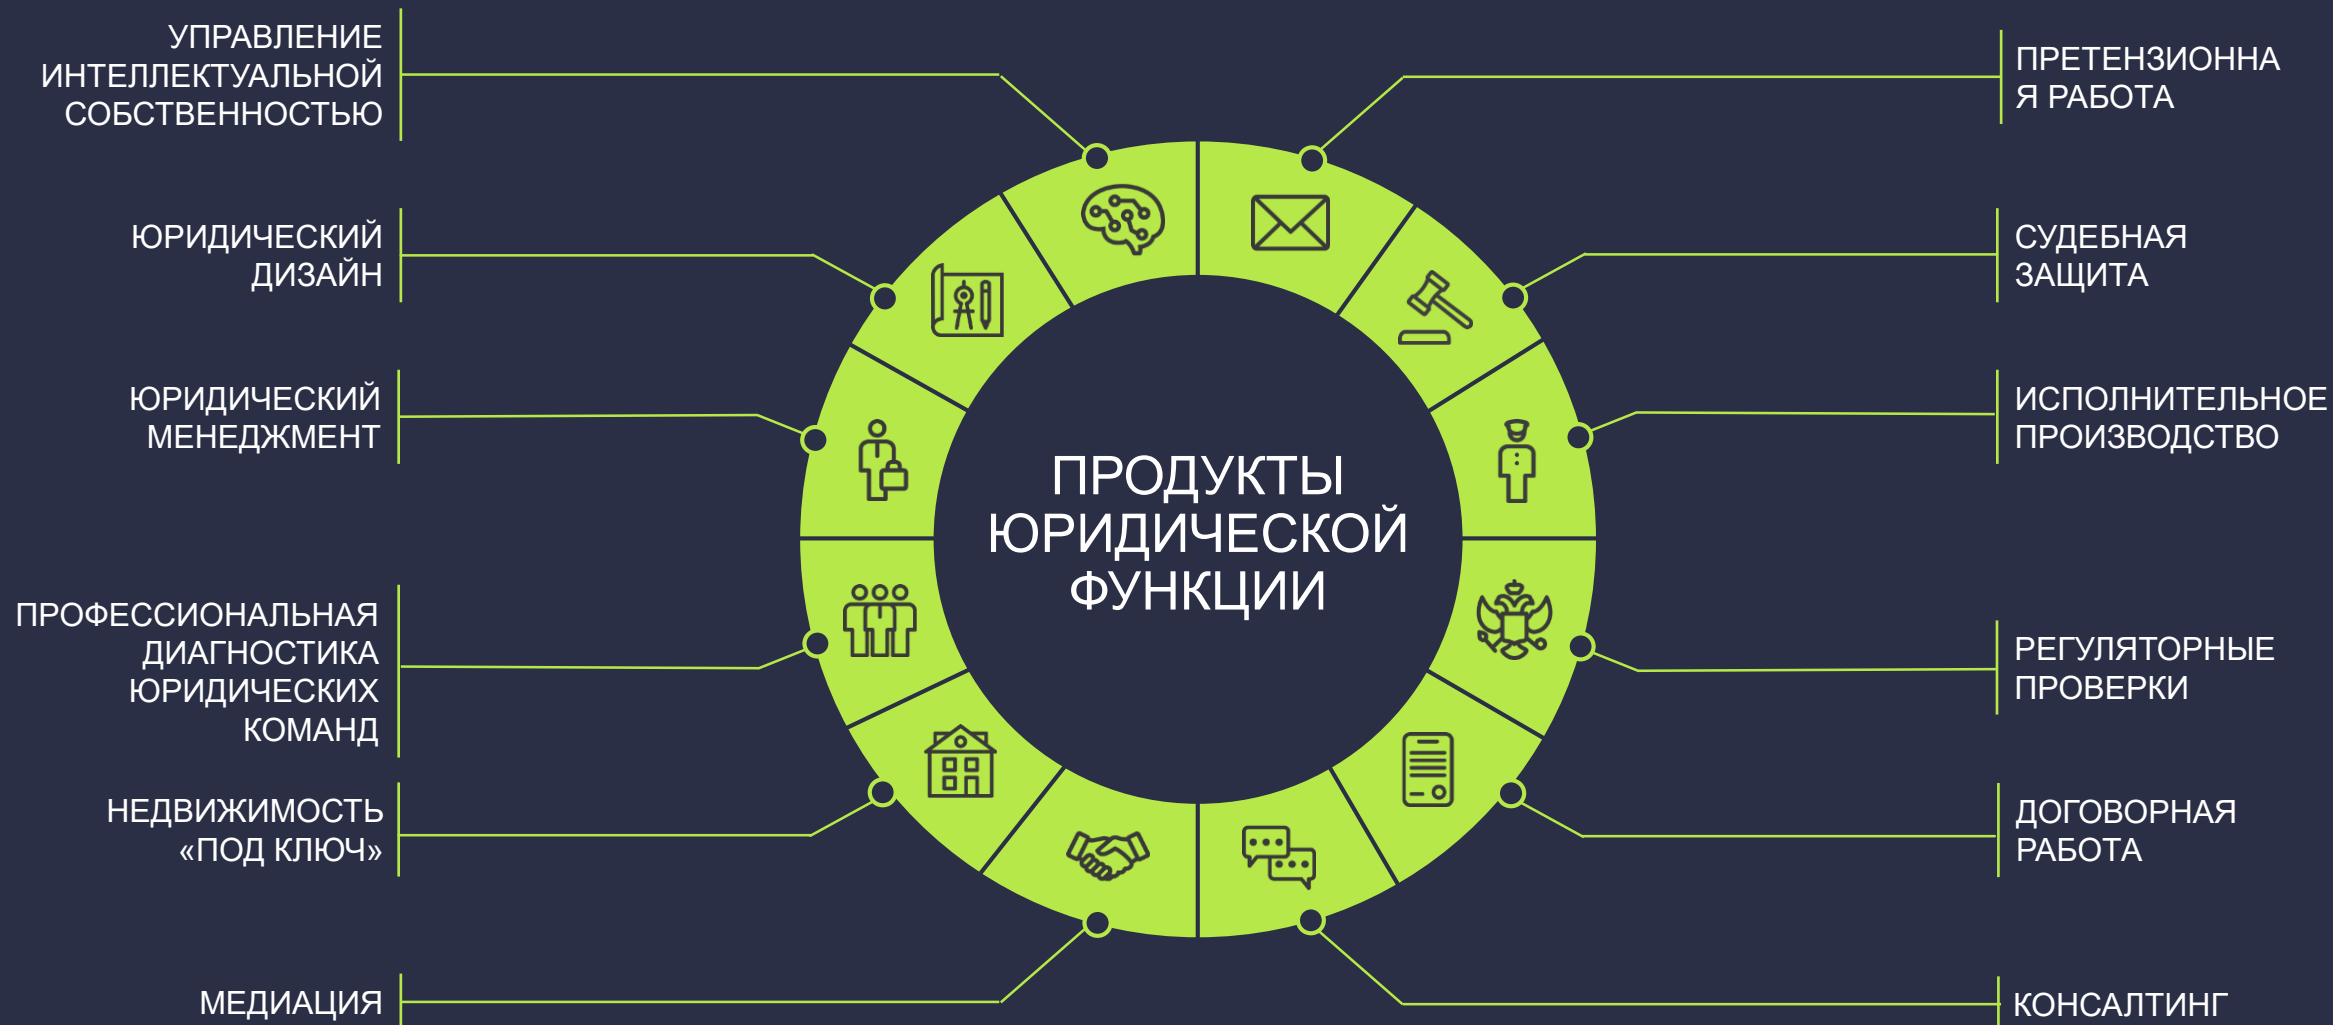 УПРАВЛЕНИЕ
ИНТЕЛЛЕКТУАЛЬНОЙ
СОБСТВЕННОСТЬЮ
ЮРИДИЧЕСКИЙ
ДИЗАЙН
ЮРИДИЧЕСКИЙ
МЕНЕДЖМЕНТ
ПРОФЕССИОНАЛЬНАЯ
ДИАГНОСТИКА
ЮРИДИЧЕСКИХ
КОМАНД
НЕДВИЖИМОСТЬ
«ПОД КЛЮЧ»
МЕДИАЦИЯ
ПРОДУКТЫ
ЮРИДИЧЕСКОЙ
ФУНКЦИИ
ПРЕТЕНЗИОННА
Я РАБОТА
СУДЕБНАЯ
ЗАЩИТА
ИСПОЛНИТЕЛЬНОЕ
ПРОИЗВОДСТВО
РЕГУЛЯТОРНЫЕ
ПРОВЕРКИ
ДОГОВОРНАЯ
РАБОТА
КОНСАЛТИНГ